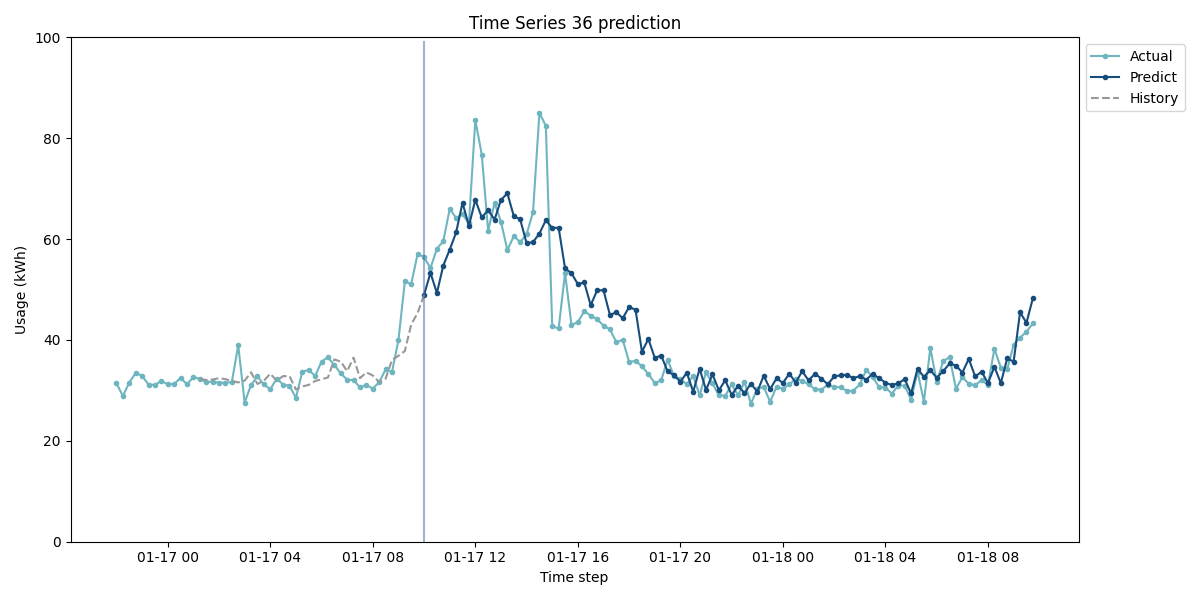 Time Series 36 prediction
100
80
60
40
20
0
Usage (kWh)
01-17 00
01-17 04
01-17 08
01-17 12
01-17 16
01-17 20
01-18 00
01-18 04
01-18 08
Time step
Actual
Predict
History